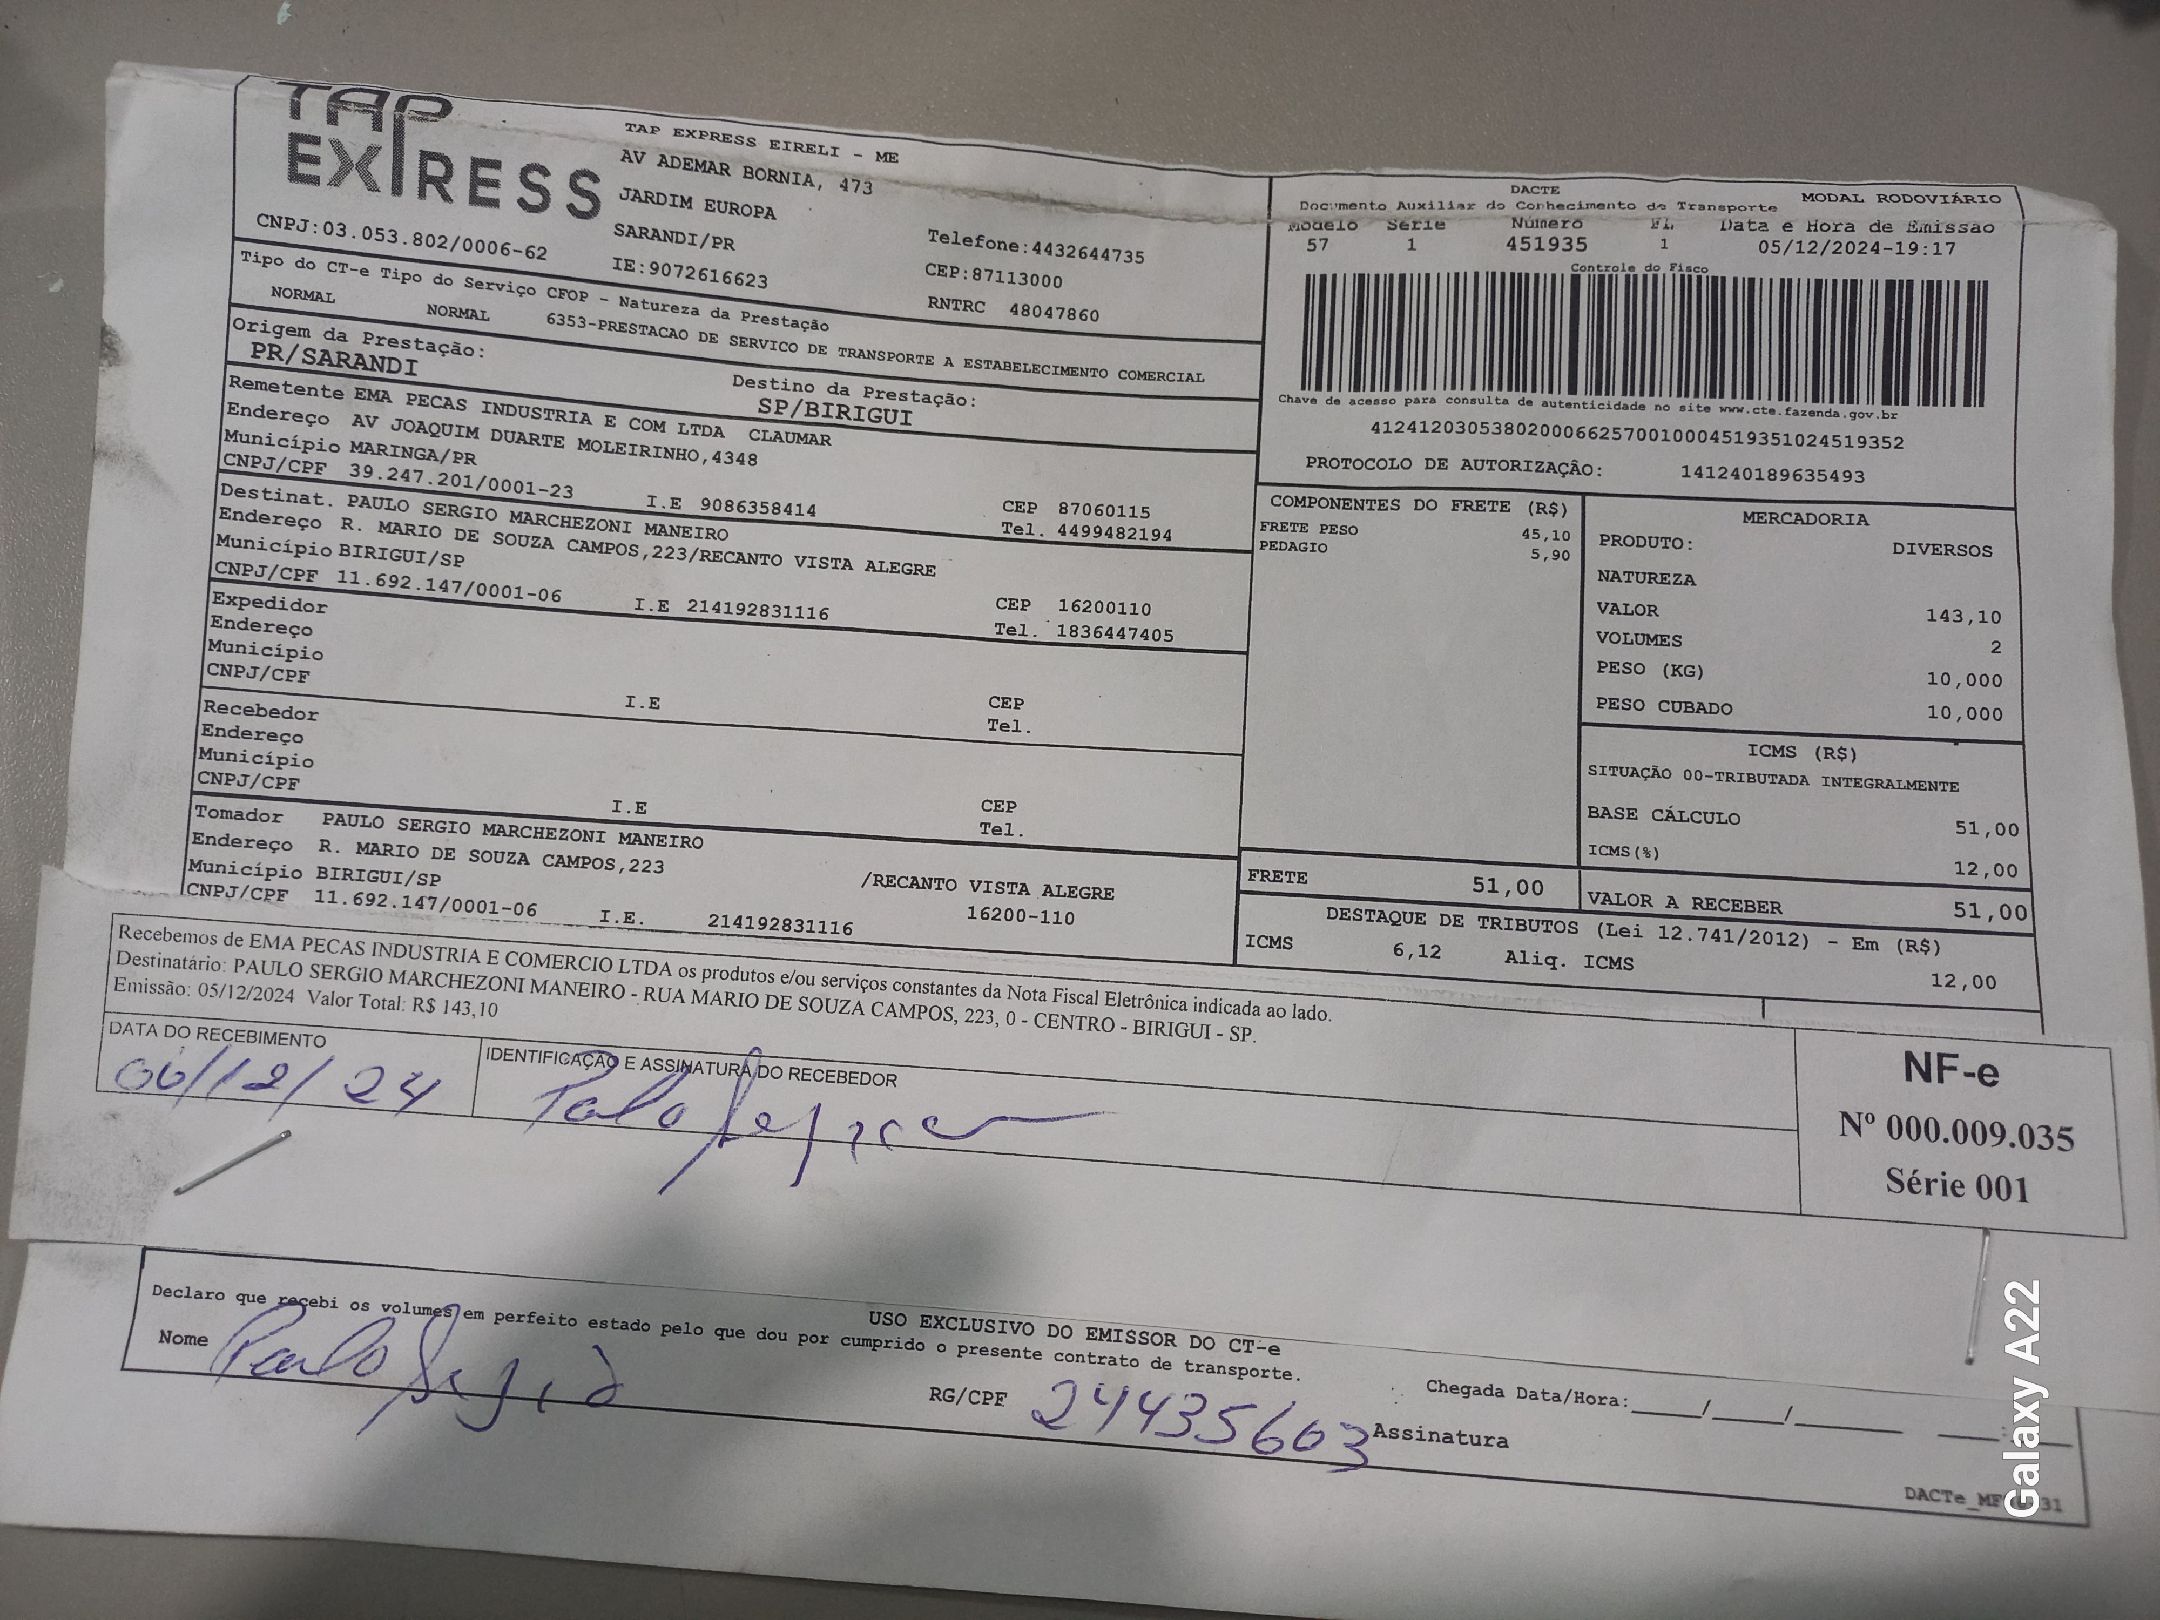 TAP
EXPRESS
TAP EXPRESS EIRELI - ME
AV ADEMAR BORNIA, 473
JARDIM EUROPA
SARANDI/PR
IE:9072616623
Telefone:4432644735
CEP:87113000
RNTRC 48047860
CNPJ:03.053.802/0006-62
DACTE MODAL RODOVIÁRIO
Documento Auxiliar do Conhecimento de Transporte
Modelo Série Número FL Data e Hora de Emissão
57 1 451935 1 05/12/2024-19:17
Controle do Fisco
Chave de acesso para consulta de autenticidade no site www.cte.fazenda.gov.br
41241203053802000662570010004519351024519352
PROTOCOLO DE AUTORIZAÇÃO: 141240189635493
Tipo do CT-e Tipo do Serviço CFOP - Natureza da Prestação
NORMAL NORMAL 6353-PRESTACAO DE SERVICO DE TRANSPORTE A ESTABELECIMENTO COMERCIAL
Origem da Prestação: Destino da Prestação:
PR/SARANDI SP/BIRIGUI
Remetente EMA PECAS INDUSTRIA E COM LTDA CLAUMAR
Endereço AV JOAQUIM DUARTE MOLEIRINHO,4348
Município MARINGA/PR CEP 87060115
CNPJ/CPF 39.247.201/0001-23 I.E 9086358414 Tel. 4499482194
Destinat. PAULO SERGIO MARCHEZONI MANEIRO
Endereço R. MARIO DE SOUZA CAMPOS,223/RECANTO VISTA ALEGRE
Município BIRIGUI/SP CEP 16200110
CNPJ/CPF 11.692.147/0001-06 I.E 214192831116 Tel. 1836447405
Expedidor
Endereço
Município CEP
CNPJ/CPF I.E Tel.
Recebedor
Endereço
Município CEP
CNPJ/CPF I.E Tel.
Tomador PAULO SERGIO MARCHEZONI MANEIRO
Endereço R. MARIO DE SOUZA CAMPOS,223 /RECANTO VISTA ALEGRE
Município BIRIGUI/SP 16200-110
CNPJ/CPF 11.692.147/0001-06 I.E. 214192831116
COMPONENTES DO FRETE (R$)
FRETE PESO 45,10
PEDAGIO 5,90
MERCADORIA
PRODUTO: DIVERSOS
NATUREZA
VALOR 143,10
VOLUMES 2
PESO (KG) 10,000
PESO CUBADO 10,000
ICMS (R$)
SITUAÇÃO 00-TRIBUTADA INTEGRALMENTE
BASE CÁLCULO 51,00
ICMS(%) 12,00
FRETE 51,00 VALOR A RECEBER 51,00
DESTAQUE DE TRIBUTOS (Lei 12.741/2012) - Em (R$)
ICMS 6,12 Aliq. ICMS 12,00
Recebemos de EMA PECAS INDUSTRIA E COMERCIO LTDA os produtos e/ou serviços constantes da Nota Fiscal Eletrônica indicada ao lado.
Destinatário: PAULO SERGIO MARCHEZONI MANEIRO - RUA MARIO DE SOUZA CAMPOS, 223, 0 - CENTRO - BIRIGUI - SP.
Emissão: 05/12/2024 Valor Total: R$ 143,10
DATA DO RECEBIMENTO IDENTIFICAÇÃO E ASSINATURA DO RECEBEDOR
06/12/24
NF-e
Nº 000.009.035
Série 001
USO EXCLUSIVO DO EMISSOR DO CT-e
Declaro que recebi os volumes em perfeito estado pelo que dou por cumprido o presente contrato de transporte.
Nome Paulo Sergio RG/CPF 24435603 Assinatura
Chegada Data/Hora:____/____/______ ____:____
Galaxy A22